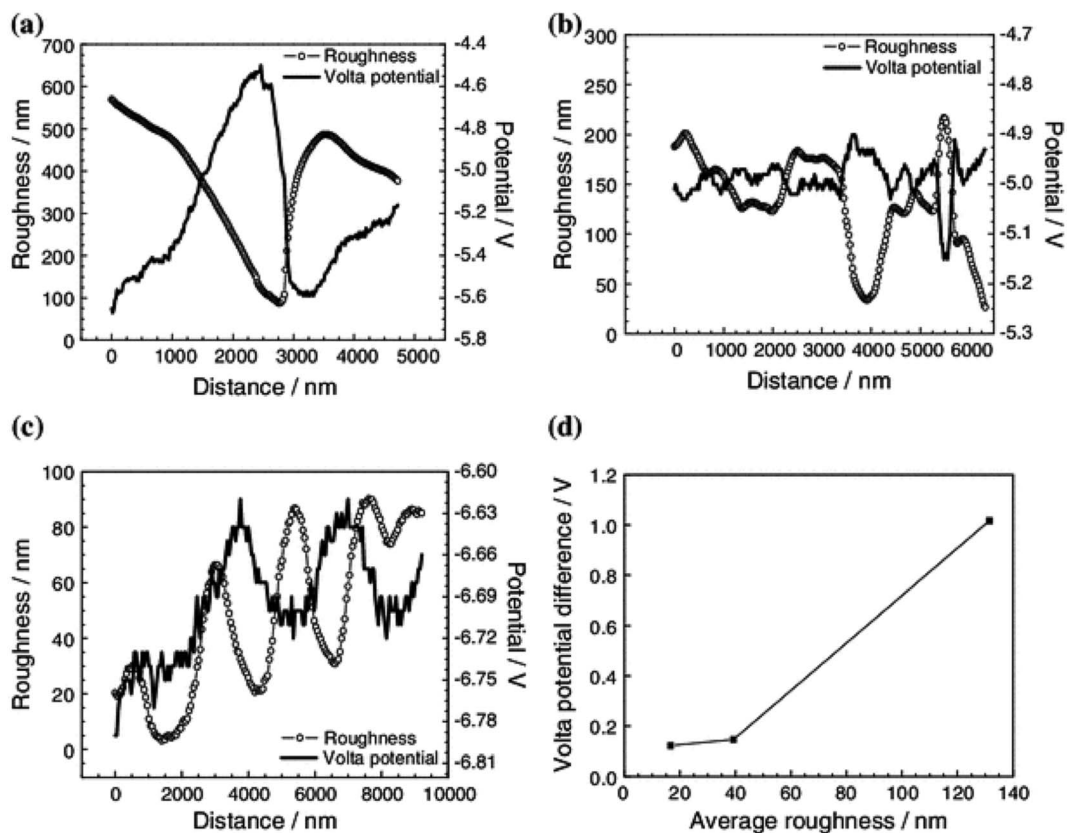 (a)
700
600
500
400
300
200
100
0
Roughness / nm
Roughness
Volta potential
-4.4
-4.6
-4.8
-5.0
-5.2
-5.4
-5.6
-5.8
Potential / V
0 1000 2000 3000 4000 5000
Distance / nm
(b)
300
250
200
150
100
50
0
Roughness / nm
Roughness
Volta potential
-4.7
-4.8
-4.9
-5.0
-5.1
-5.2
-5.3
Potential / V
0 1000 2000 3000 4000 5000 6000
Distance / nm
(c)
100
80
60
40
20
0
Roughness / nm
Roughness
Volta potential
-6.60
-6.63
-6.66
-6.69
-6.72
-6.75
-6.78
-6.81
Potential / V
0 2000 4000 6000 8000 10000
Distance / nm
(d)
1.2
1.0
0.8
0.6
0.4
0.2
0.0
Volta potential difference / V
0 20 40 60 80 100 120 140
Average roughness / nm